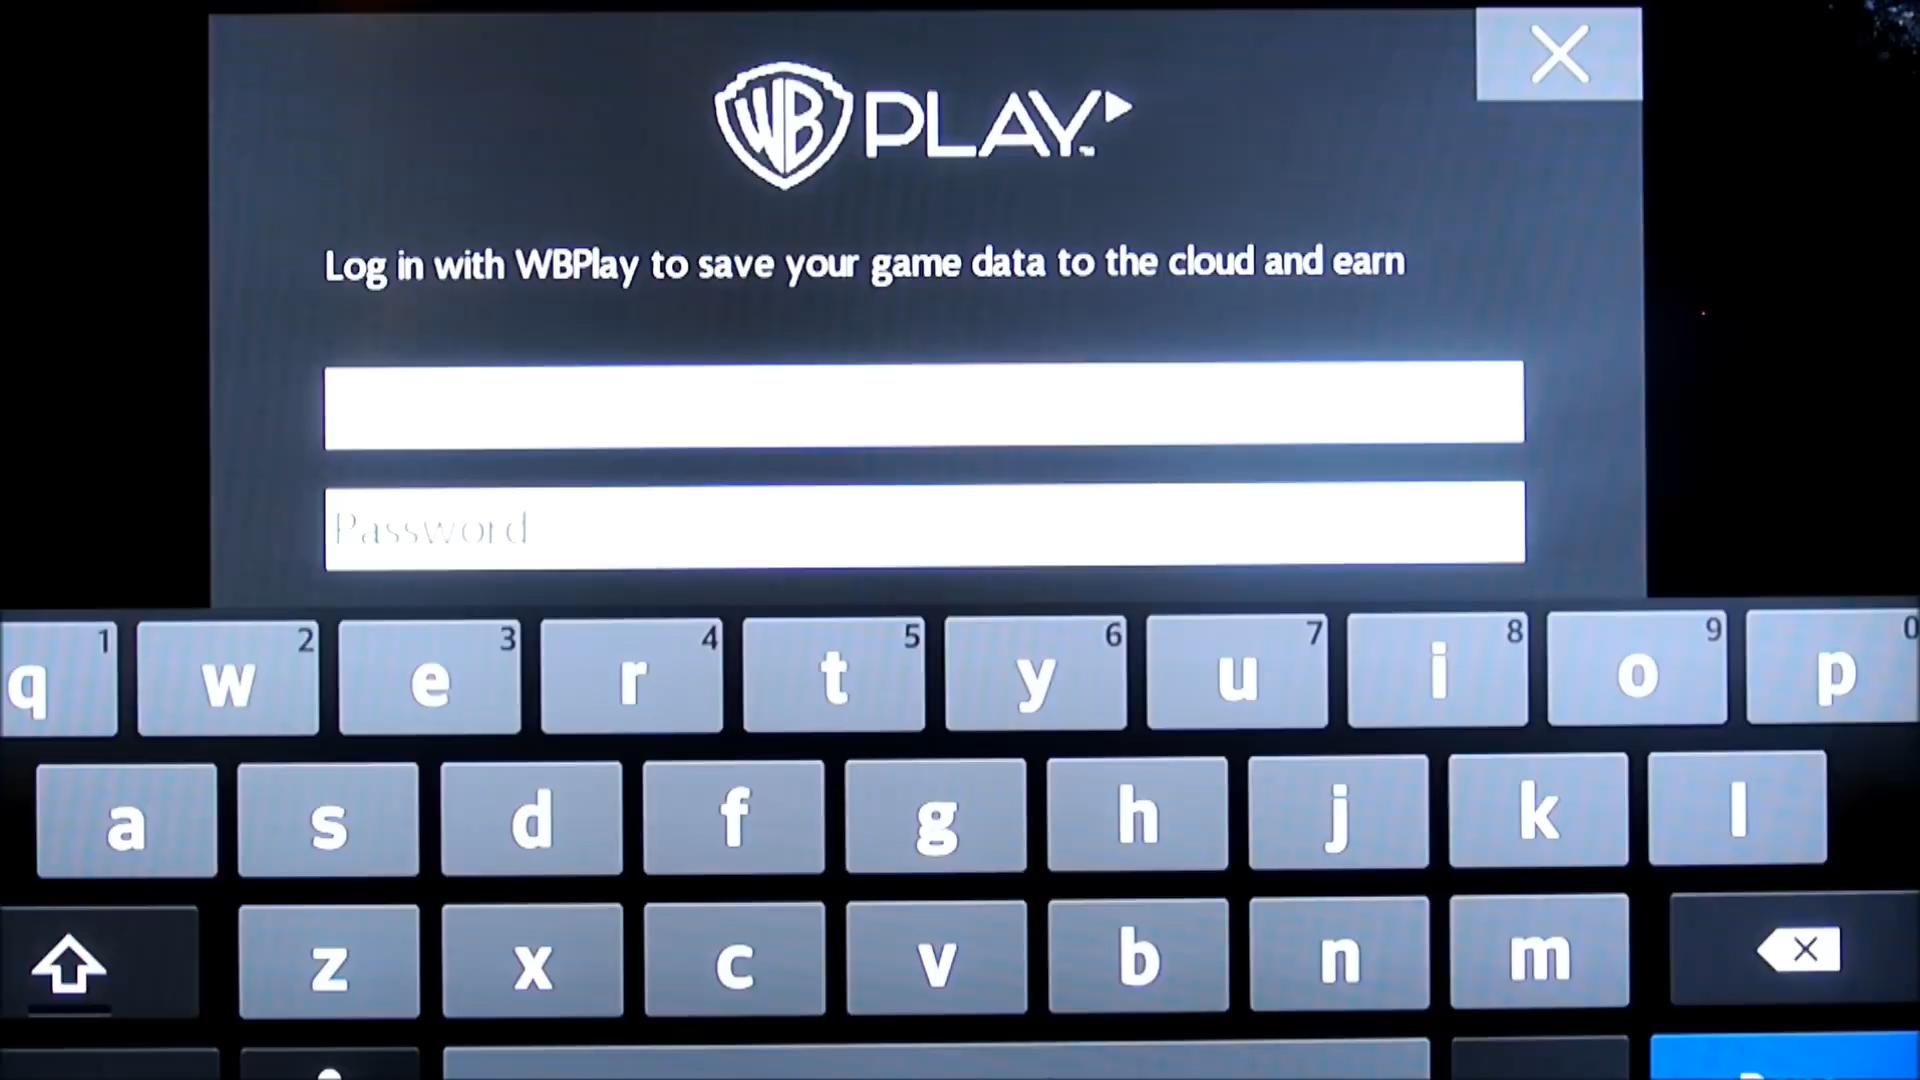 WB PLAY™
Log in with WBPlay to save your game data to the cloud and earn
Password
q 1 w 2 e 3 r 4 t 5 y 6 u 7 i 8 o 9 p 0
a s d f g h j k l
z x c v b n m